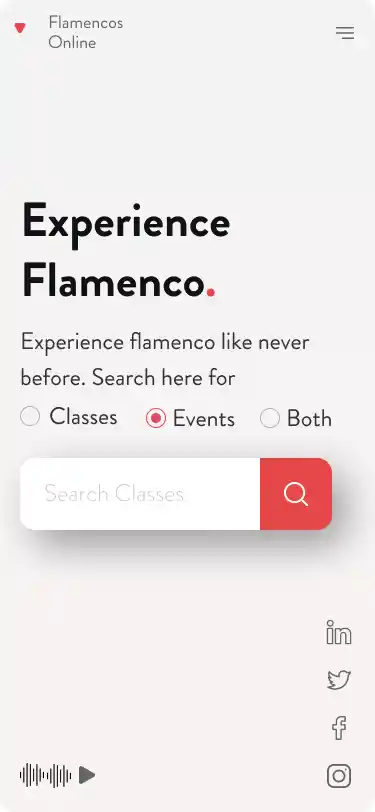 Flamencos
Online
Experience
Flamenco.
Experience flamenco like never
before. Search here for
Classes Events Both
Search Classes